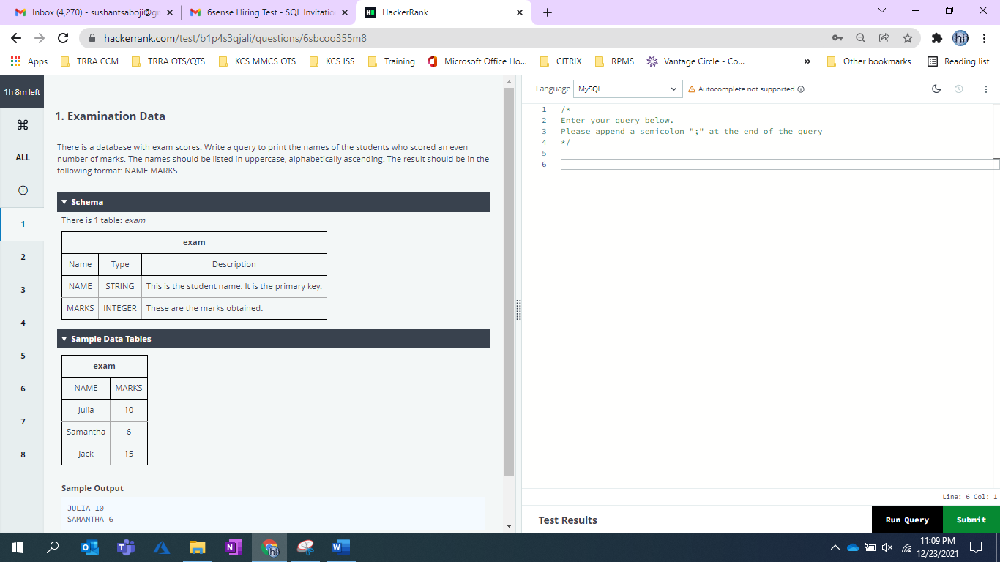 Inbox (4,270) - sushantsaboji@g
6sense Hiring Test - SQL Invitatio
HackerRank
hackerrank.com/test/b1p4s3qjali/questions/6sbcoo355m8
Apps
TRRA CCM
TRRA OTS/QTS
KCS MMCS OTS
KCS ISS
Training
Microsoft Office Ho...
CITRIX
RPMS
Vantage Circle - Co...
»
Other bookmarks
Reading list
1h 8m left
ALL
1
2
3
4
5
6
7
8
1. Examination Data
There is a database with exam scores. Write a query to print the names of the students who scored an even
number of marks. The names should be listed in uppercase, alphabetically ascending. The result should be in the
following format: NAME MARKS
Schema
There is 1 table: exam
exam
Name Type Description
NAME STRING This is the student name. It is the primary key.
MARKS INTEGER These are the marks obtained.
Sample Data Tables
exam
NAME MARKS
Julia 10
Samantha 6
Jack 15
Sample Output
JULIA 10
SAMANTHA 6
Language MySQL Autocomplete not supported
1 /*
2 Enter your query below.
3 Please append a semicolon ";" at the end of the query
4 */
5
6
Line: 6 Col: 1
Test Results
Run Query
Submit
11:09 PM
12/23/2021